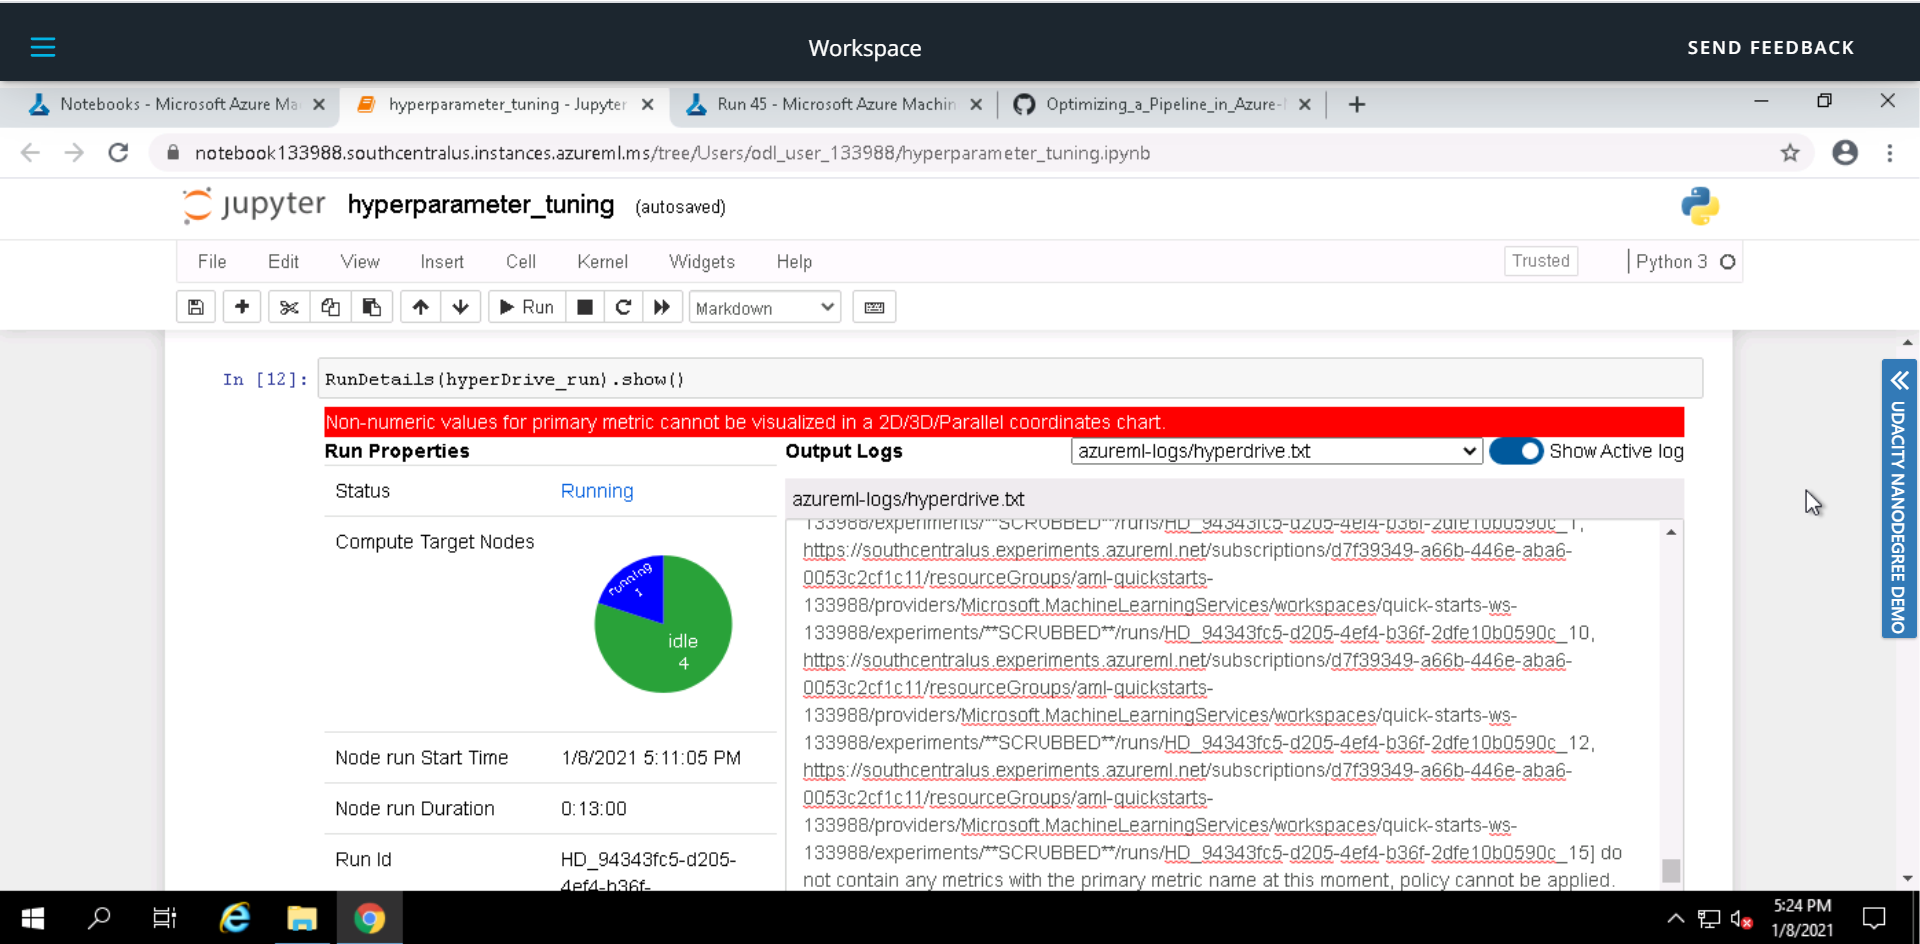 Workspace
SEND FEEDBACK
Notebooks - Microsoft Azure Ma
hyperparameter_tuning - Jupyter
Run 45 - Microsoft Azure Machin
Optimizing_a_Pipeline_in_Azure-
notebook133988.southcentralus.instances.azureml.ms/tree/Users/odl_user_133988/hyperparameter_tuning.ipynb
jupyter hyperparameter_tuning (autosaved)
File Edit View Insert Cell Kernel Widgets Help Trusted Python 3
Run Markdown
In [12]: RunDetails(hyperDrive_run).show()
Non-numeric values for primary metric cannot be visualized in a 2D/3D/Parallel coordinates chart.
Run Properties
Status Running
Compute Target Nodes
running
1
idle
4
Node run Start Time 1/8/2021 5:11:05 PM
Node run Duration 0:13:00
Run Id HD_94343fc5-d205-
4ef4-b36f-
Output Logs azureml-logs/hyperdrive.txt Show Active log
azureml-logs/hyperdrive.txt
133988/experiments/**SCRUBBED**/runs/HD_94343fc5-d205-4ef4-b36f-2dfe10b0590c_1,
https://southcentralus.experiments.azureml.net/subscriptions/d7f39349-a66b-446e-aba6-
0053c2cf1c11/resourceGroups/aml-quickstarts-
133988/providers/Microsoft.MachineLearningServices/workspaces/quick-starts-ws-
133988/experiments/**SCRUBBED**/runs/HD_94343fc5-d205-4ef4-b36f-2dfe10b0590c_10,
https://southcentralus.experiments.azureml.net/subscriptions/d7f39349-a66b-446e-aba6-
0053c2cf1c11/resourceGroups/aml-quickstarts-
133988/providers/Microsoft.MachineLearningServices/workspaces/quick-starts-ws-
133988/experiments/**SCRUBBED**/runs/HD_94343fc5-d205-4ef4-b36f-2dfe10b0590c_12,
https://southcentralus.experiments.azureml.net/subscriptions/d7f39349-a66b-446e-aba6-
0053c2cf1c11/resourceGroups/aml-quickstarts-
133988/providers/Microsoft.MachineLearningServices/workspaces/quick-starts-ws-
133988/experiments/**SCRUBBED**/runs/HD_94343fc5-d205-4ef4-b36f-2dfe10b0590c_15] do
not contain any metrics with the primary metric name at this moment, policy cannot be applied.
UDACITY NANODEGREE DEMO
5:24 PM
1/8/2021